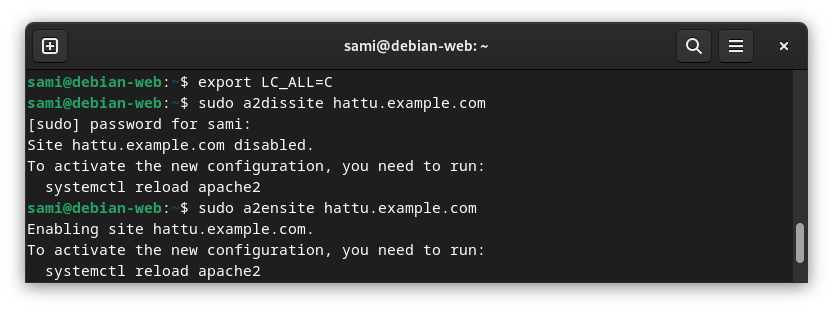 sami@debian-web: ~
sami@debian-web:~$ export LC_ALL=C
sami@debian-web:~$ sudo a2dissite hattu.example.com
[sudo] password for sami:
Site hattu.example.com disabled.
To activate the new configuration, you need to run:
  systemctl reload apache2
sami@debian-web:~$ sudo a2ensite hattu.example.com
Enabling site hattu.example.com.
To activate the new configuration, you need to run:
  systemctl reload apache2